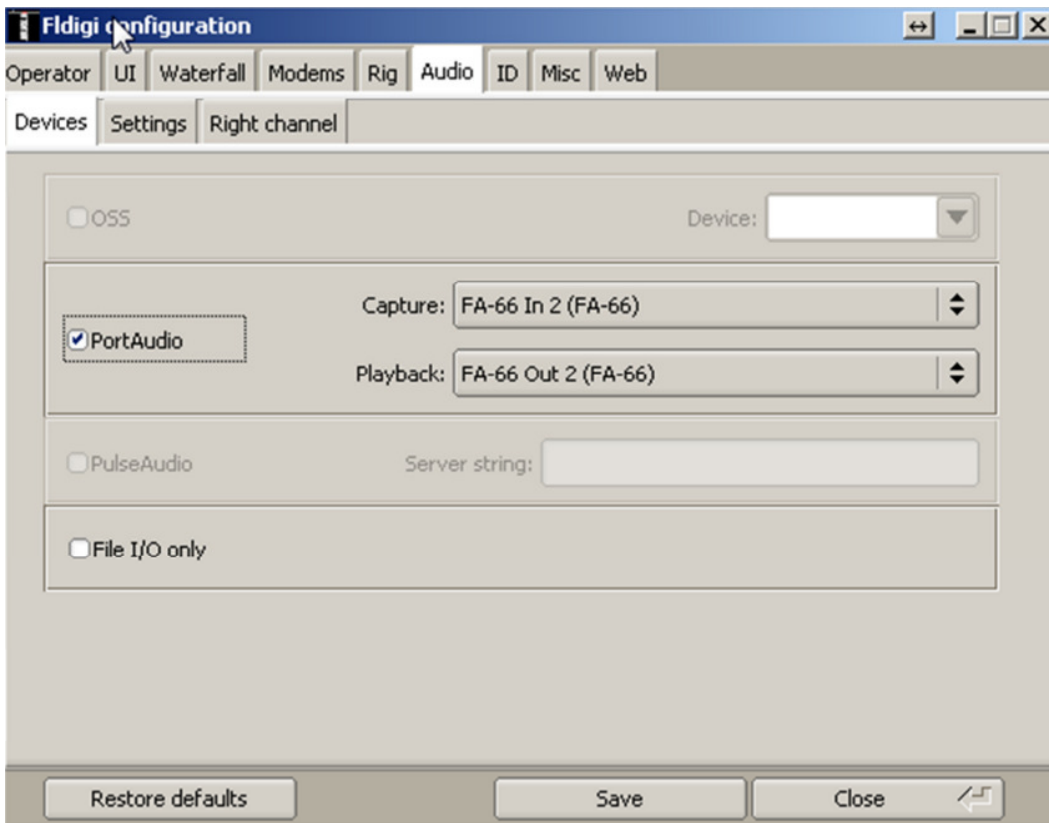 Fldigi configuration
Operator UI Waterfall Modems Rig Audio ID Misc Web
Devices Settings Right channel
OSS Device:
Capture: FA-66 In 2 (FA-66)
PortAudio
Playback: FA-66 Out 2 (FA-66)
PulseAudio Server string:
File I/O only
Restore defaults Save Close